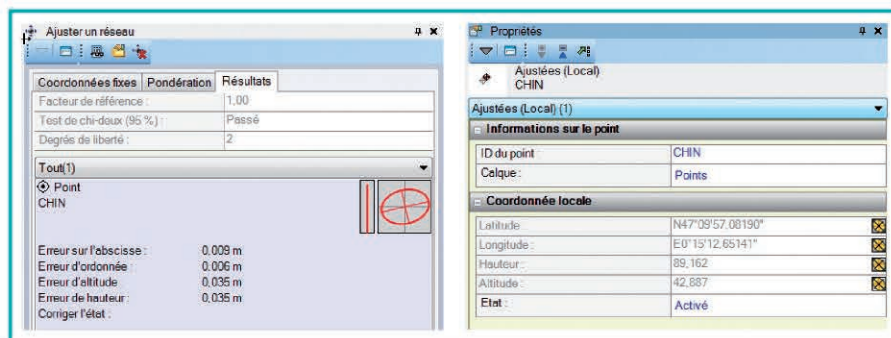 Ajuster un réseau
Coordonnées fixes Pondération Résultats
Facteur de référence : 1,00
Test de chi-deux (95 %) : Passé
Degrés de liberté : 2
Tout(1)
Point
CHIN
Erreur sur l'abscisse : 0,009 m
Erreur d'ordonnée : 0,006 m
Erreur d'altitude 0,035 m
Erreur de hauteur : 0,035 m
Corriger l'état :
Propriétés
Ajustées (Local)
CHIN
Ajustées (Local) (1)
Informations sur le point
ID du point CHIN
Calque : Points
Coordonnée locale
Latitude N47°09'57,08190"
Longitude : E0°15'12,65141"
Hauteur : 89,162
Altitude : 42,887
Etat : Activé